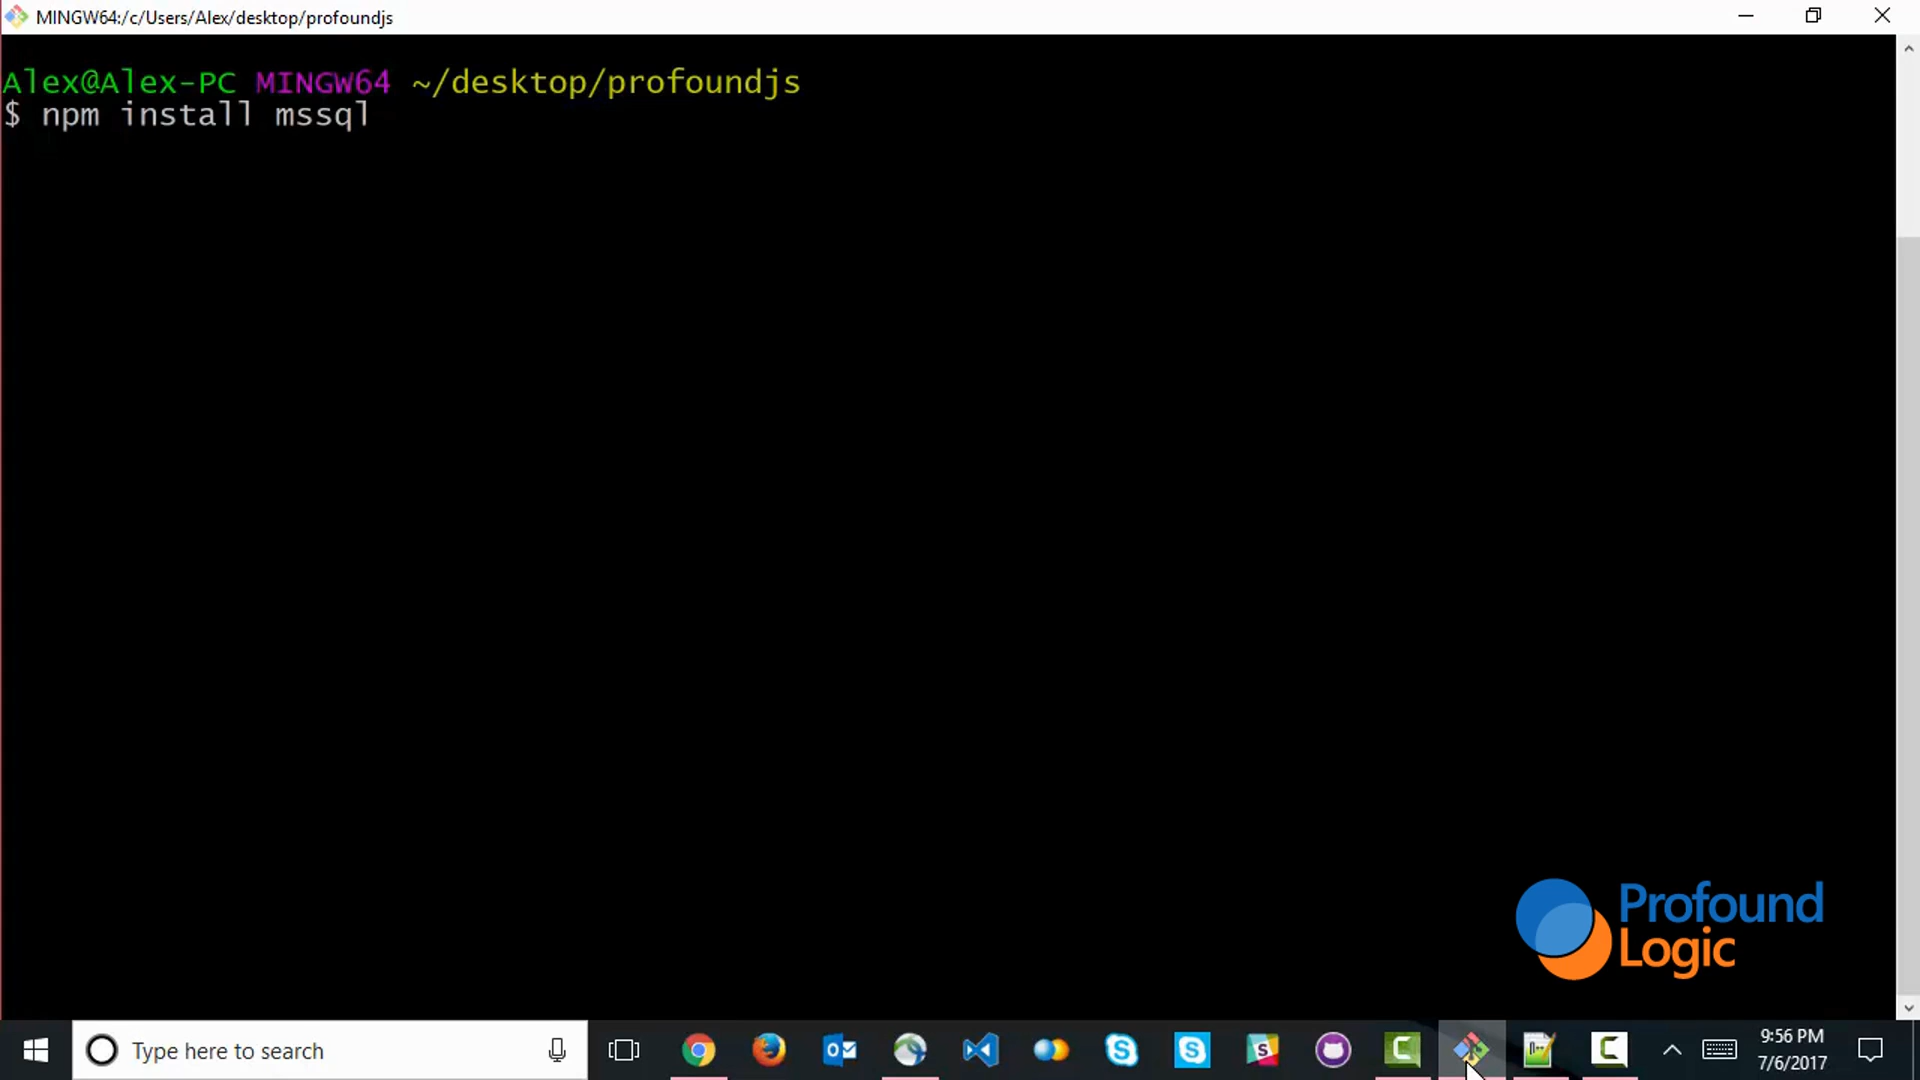 MINGW64:/c/Users/Alex/desktop/profoundjs
Alex@Alex-PC MINGW64 ~/desktop/profoundjs
$ npm install mssql
Profound
Logic
Type here to search
9:56 PM
7/6/2017